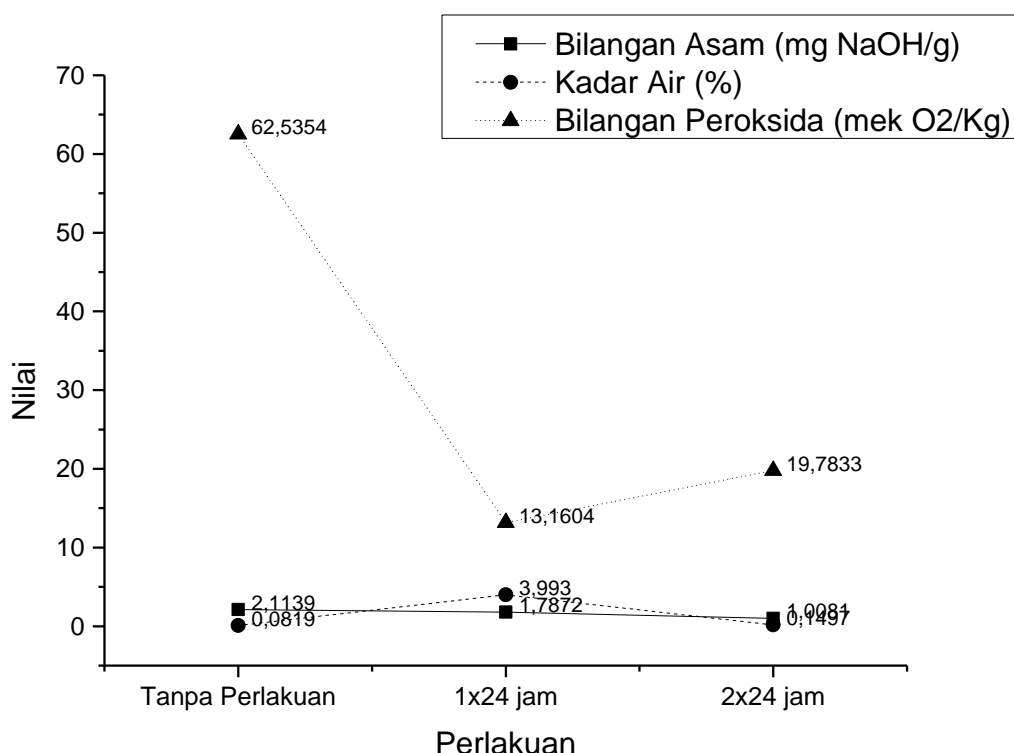 Bilangan Asam (mg NaOH/g)
Kadar Air (%)
Bilangan Peroksida (mek O2/Kg)
70
60
50
40
30
20
10
0
Nilai
62,5354
13,1604
19,7833
2,1139
0,0819
3,993
1,7872
1,0081
0,1497
Tanpa Perlakuan
1x24 jam
2x24 jam
Perlakuan